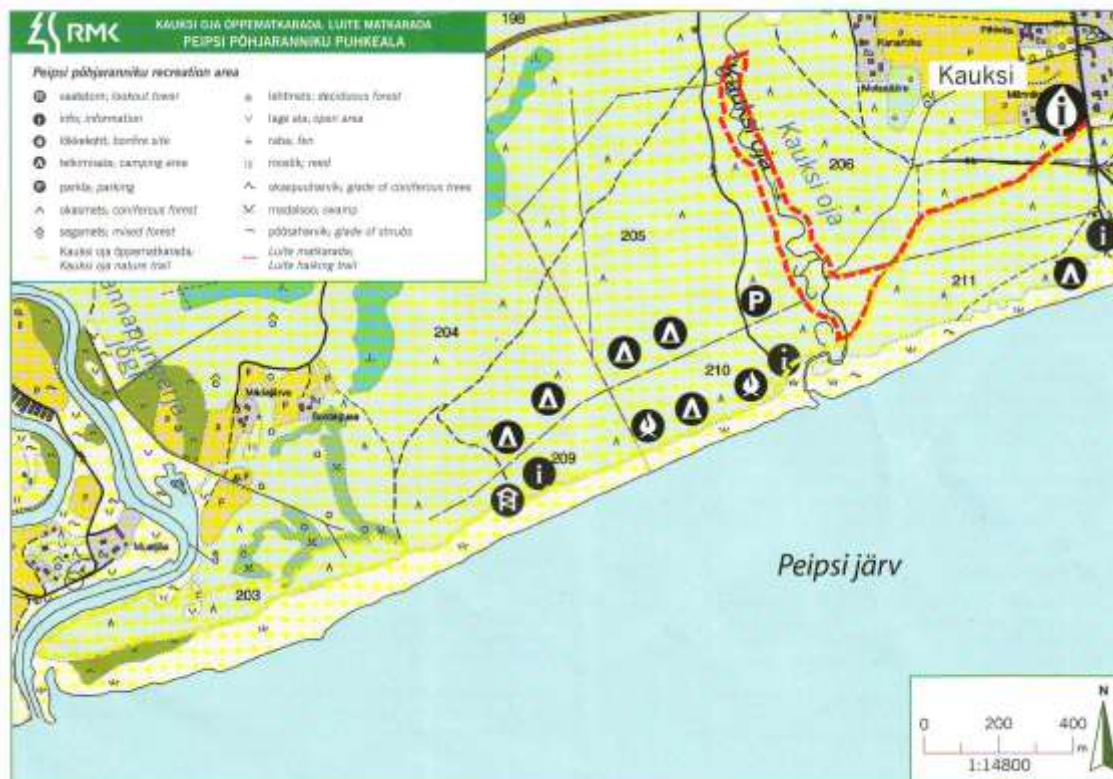 RMK
KAUKSI OJA ÕPPEMATKARADA. LUITE MATKARADA
PEIPSI PÕHJARANNIKU PUHKEALA
Peipsi põhjaranniku recreation area
vaatetorn; lookout tower
info; information
lõkkekoht; bonfire site
telkimisala; camping area
parkla; parking
okasmets; coniferous forest
segamets; mixed forest
Kauksi oja õppematkarada;
Kauksi oja nature trail
lehtmets; deciduous forest
lage ala; open area
raba; fen
roostik; reed
okaspuuharvik; glade of coniferous trees
madalsoo; swamp
põõsaharvik; glade of shrubs
Luite matkarada;
Luite haiking trail
198
Kauksi
Kauksi oja
Kauksi oja
206
205
211
204
P
210
209
203
Peipsi järv
N
0 200 400
m
1:14800